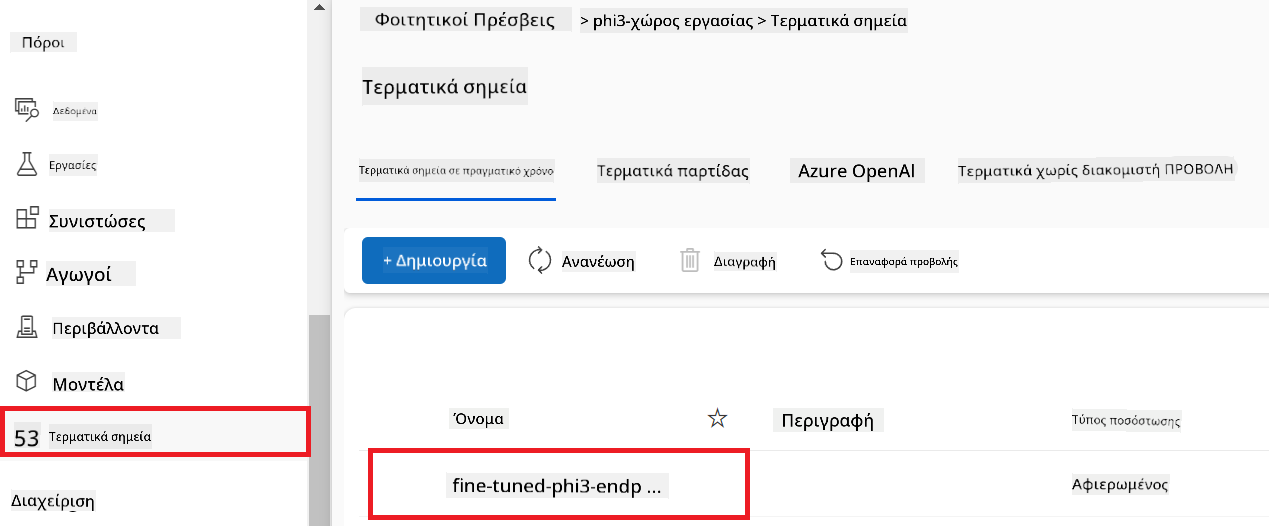 Πόροι
Δεδομένα
Εργασίες
Συνιστώσες
Αγωγοί
Περιβάλλοντα
Μοντέλα
53 Τερματικά σημεία
Διαχείριση
Φοιτητικοί Πρέσβεις > phi3-χώρος εργασίας > Τερματικά σημεία
Τερματικά σημεία
Τερματικά σημεία σε πραγματικό χρόνο Τερματικά παρτίδας Azure OpenAI Τερματικά χωρίς διακομιστή ΠΡΟΒΟΛΗ
+ Δημιουργία Ανανέωση Διαγραφή Επαναφορά προβολής
Όνομα Περιγραφή Τύπος ποσόστωσης
fine-tuned-phi3-endp ... Αφιερωμένος